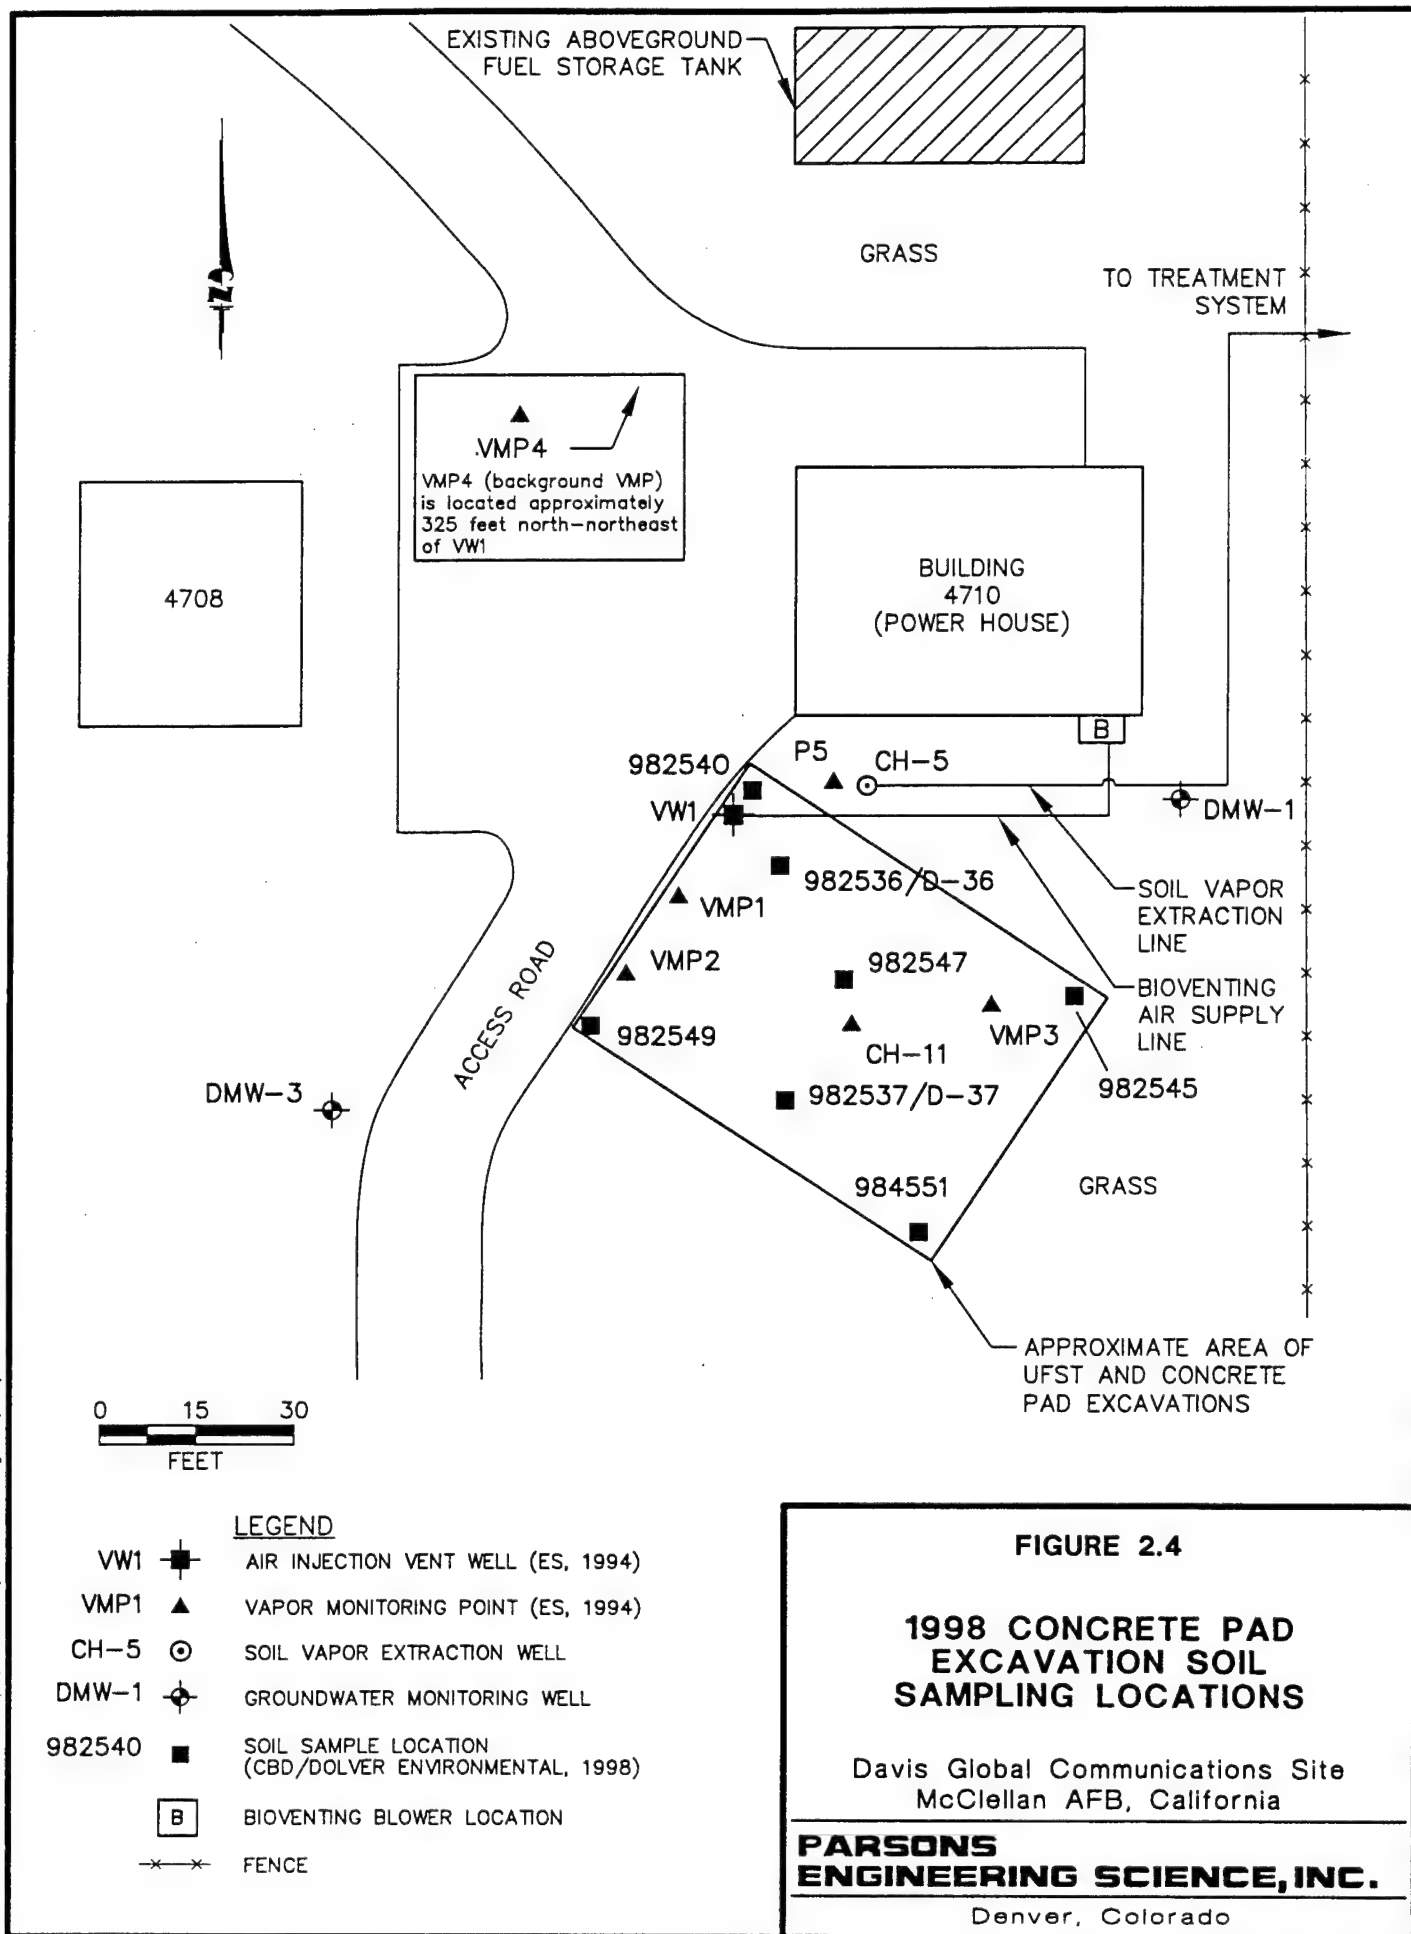 EXISTING ABOVEGROUND
FUEL STORAGE TANK
GRASS
TO TREATMENT
SYSTEM
N
VMP4
VMP4 (background VMP)
is located approximately
325 feet north-northeast
of VW1
4708
BUILDING
4710
(POWER HOUSE)
B
982540
P5
CH-5
VW1
DMW-1
982536/D-36
VMP1
SOIL VAPOR
EXTRACTION
LINE
VMP2
982547
ACCESS ROAD
BIOVENTING
AIR SUPPLY
LINE
982549
VMP3
CH-11
982545
DMW-3
982537/D-37
984551
GRASS
APPROXIMATE AREA OF
UFST AND CONCRETE
PAD EXCAVATIONS
0 15 30
FEET
LEGEND
VW1 AIR INJECTION VENT WELL (ES, 1994)
VMP1 VAPOR MONITORING POINT (ES, 1994)
CH-5 SOIL VAPOR EXTRACTION WELL
DMW-1 GROUNDWATER MONITORING WELL
982540 SOIL SAMPLE LOCATION
(CBD/DOLVER ENVIRONMENTAL, 1998)
B BIOVENTING BLOWER LOCATION
FENCE
FIGURE 2.4
1998 CONCRETE PAD
EXCAVATION SOIL
SAMPLING LOCATIONS
Davis Global Communications Site
McClellan AFB, California
PARSONS
ENGINEERING SCIENCE, INC.
Denver, Colorado